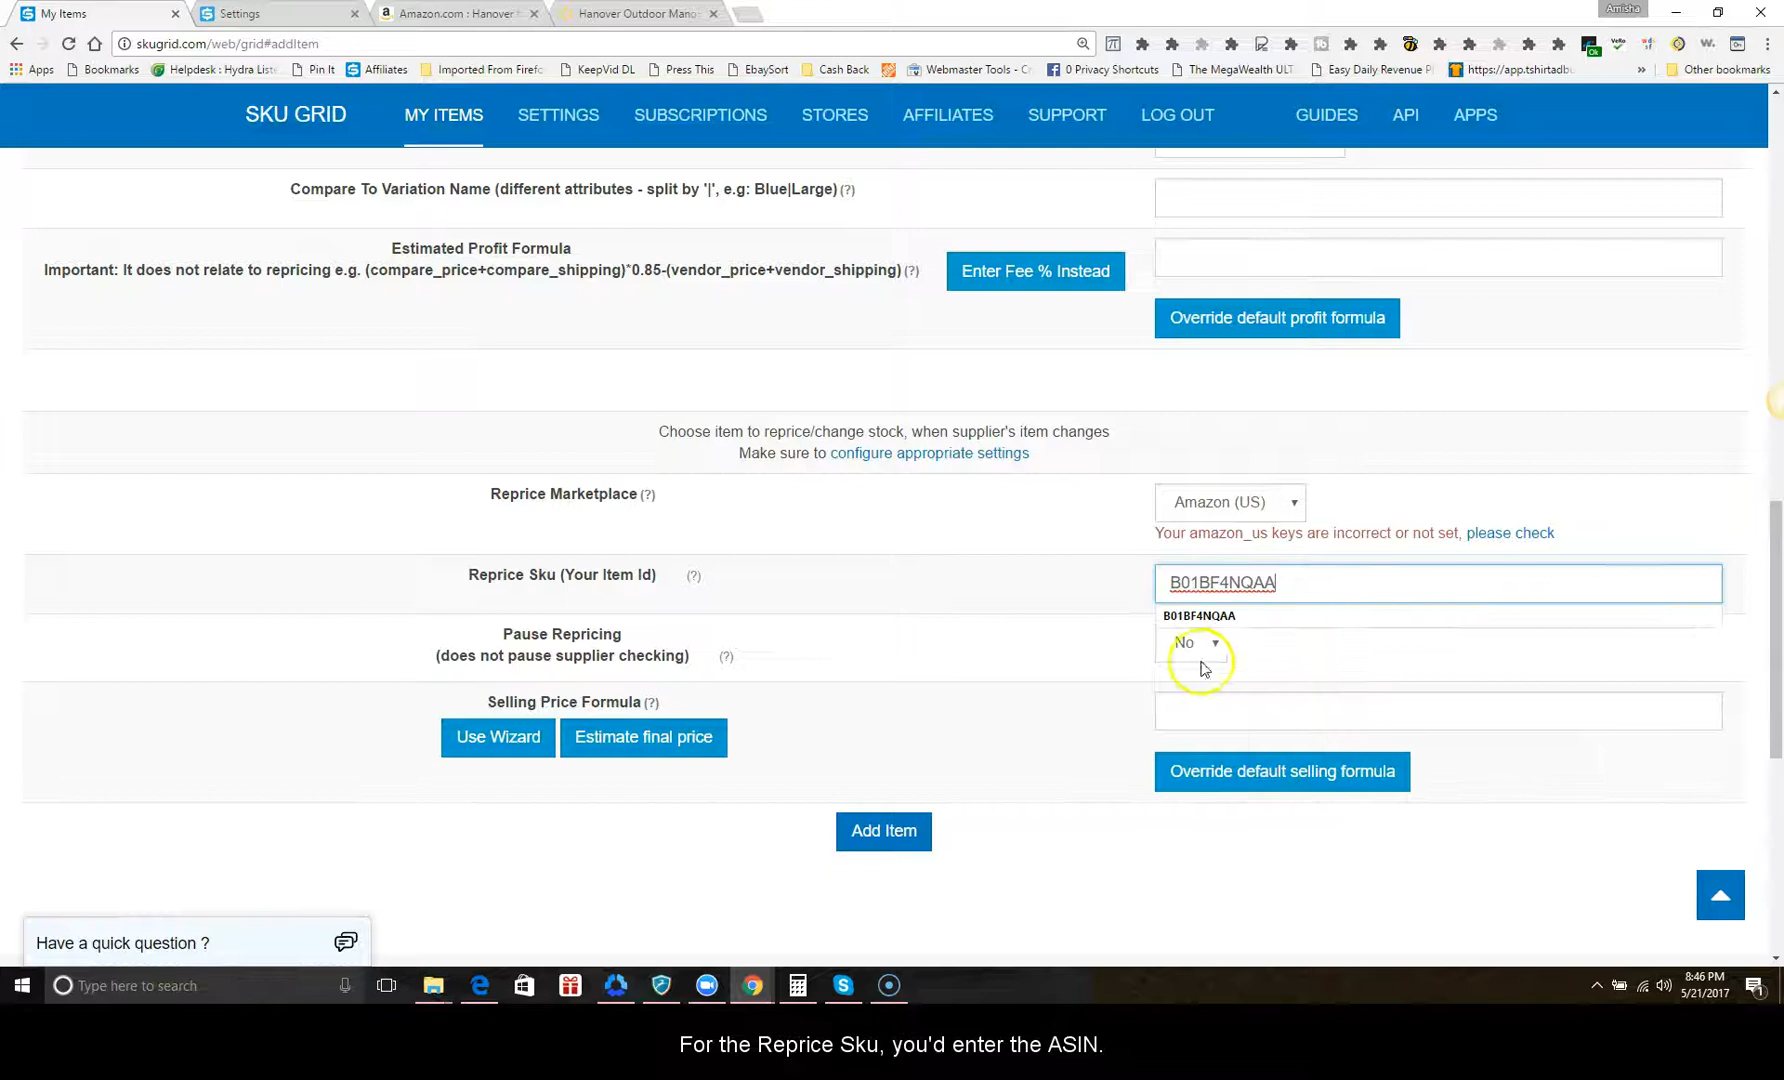 My Items
Settings
Amazon.com : Hanover
Hanover Outdoor Mano
Amisha
skugrid.com/web/grid#addItem
Apps
Bookmarks
Helpdesk : Hydra Liste
Pin It
Affiliates
Imported From Firefo
KeepVid DL
Press This
EbaySort
Cash Back
Webmaster Tools - Cr
0 Privacy Shortcuts
The MegaWealth ULT
Easy Daily Revenue P
https://app.tshirtadbu
Other bookmarks
SKU GRID
MY ITEMS
SETTINGS
SUBSCRIPTIONS
STORES
AFFILIATES
SUPPORT
LOG OUT
GUIDES
API
APPS
Compare To Variation Name (different attributes - split by '|', e.g: Blue|Large) (?)
Estimated Profit Formula
Important: It does not relate to repricing e.g. (compare_price+compare_shipping)*0.85-(vendor_price+vendor_shipping) (?)
Enter Fee % Instead
Override default profit formula
Choose item to reprice/change stock, when supplier's item changes
Make sure to configure appropriate settings
Reprice Marketplace (?)
Amazon (US)
Your amazon_us keys are incorrect or not set, please check
Reprice Sku (Your Item Id) (?)
B01BF4NQAA
B01BF4NQAA
Pause Repricing
(does not pause supplier checking) (?)
No
Selling Price Formula (?)
Use Wizard
Estimate final price
Override default selling formula
Add Item
Have a quick question ?
Type here to search
8:46 PM
5/21/2017
For the Reprice Sku, you'd enter the ASIN.